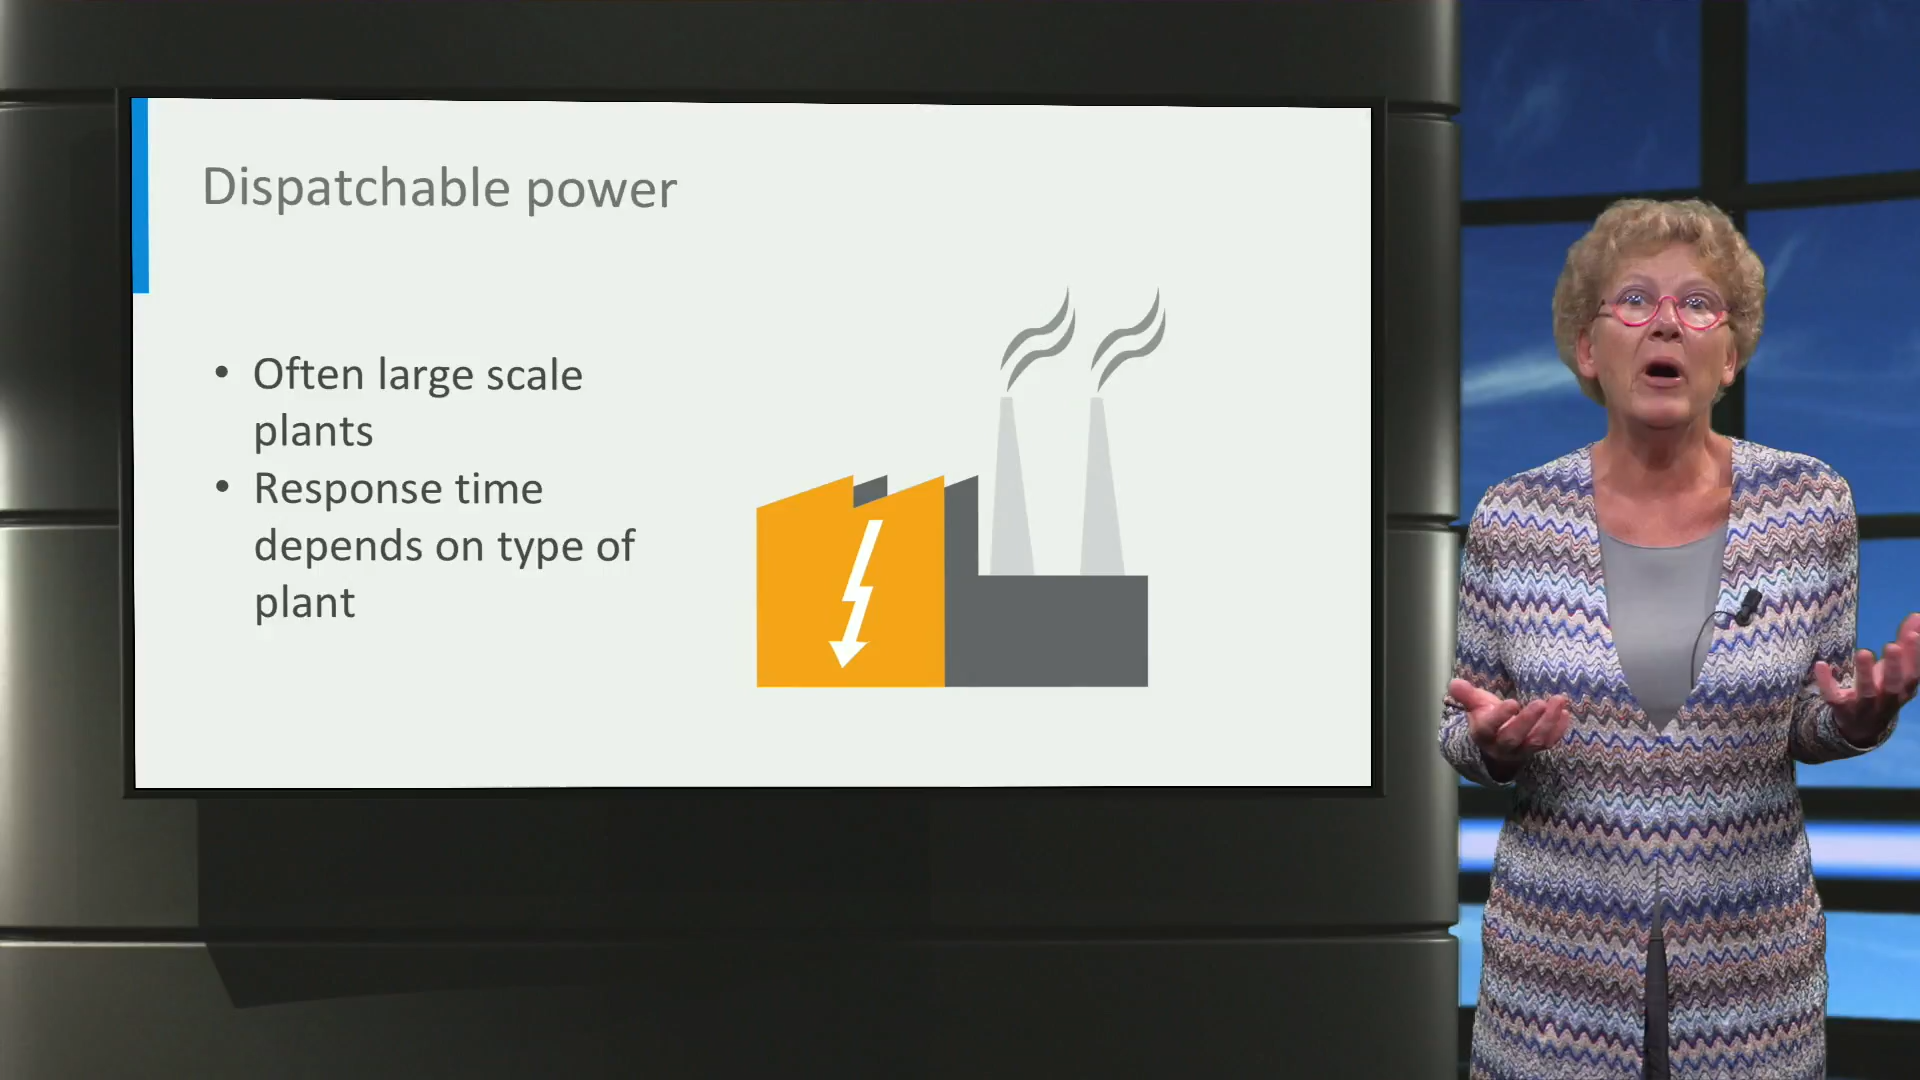 Dispatchable power
• Often large scale
plants
• Response time
depends on type of
plant